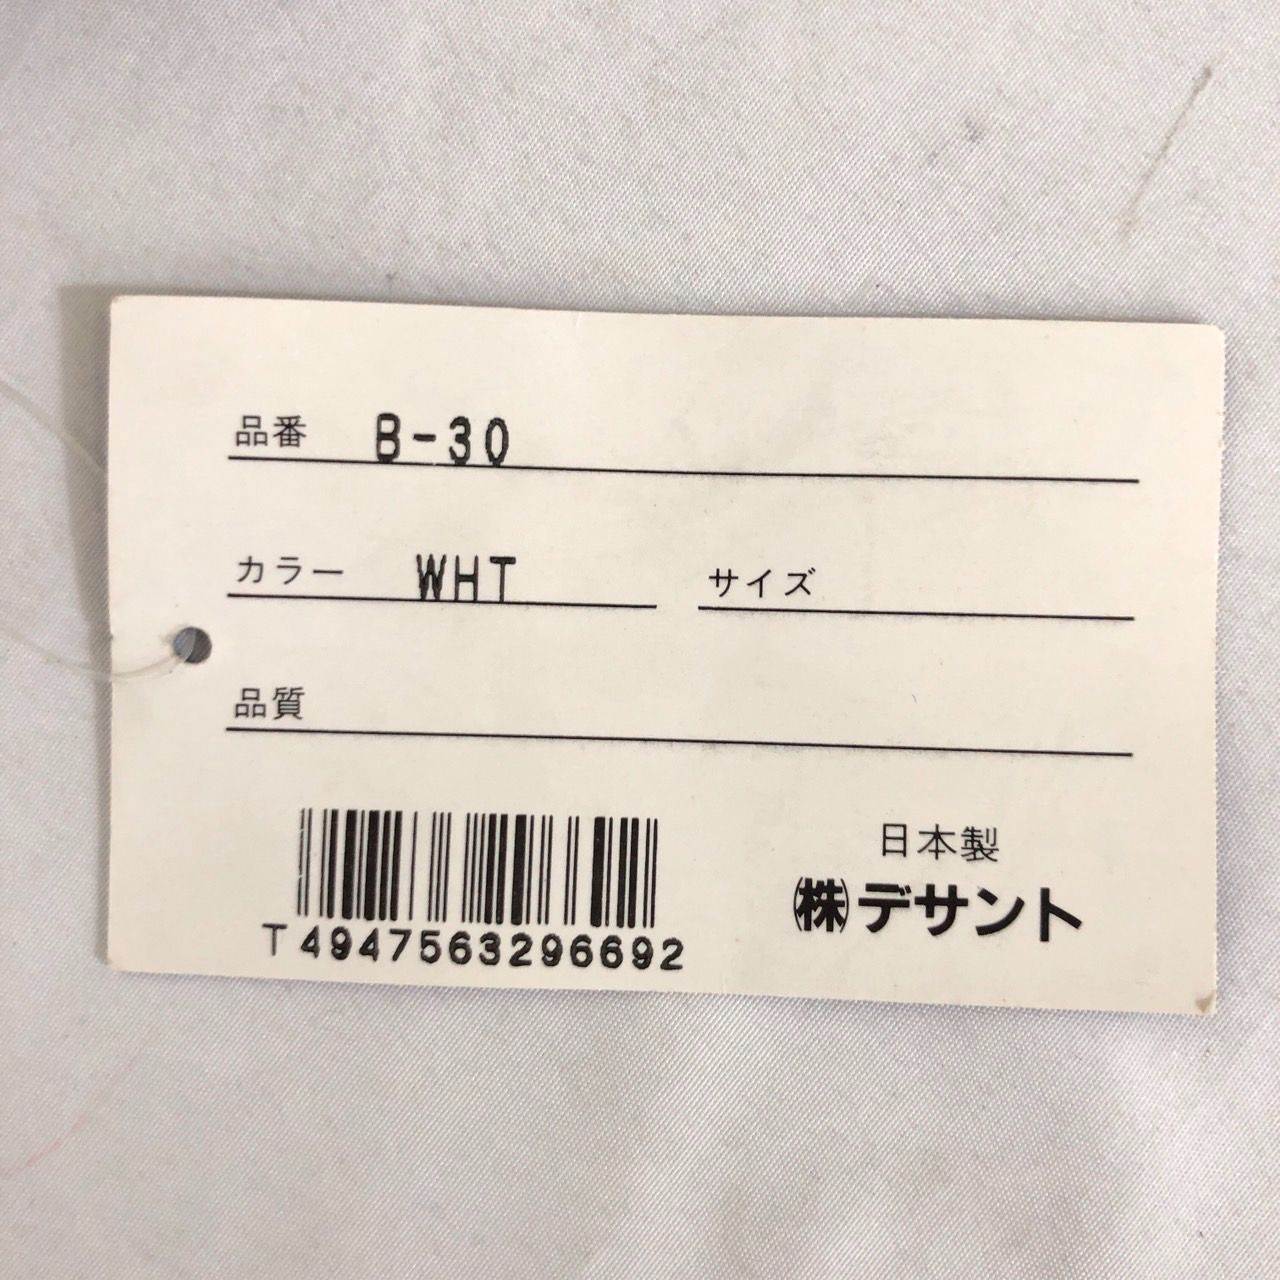 品番 B-30
カラー WHT サイズ
品質
日本製
㈱デサント
T4947563296692